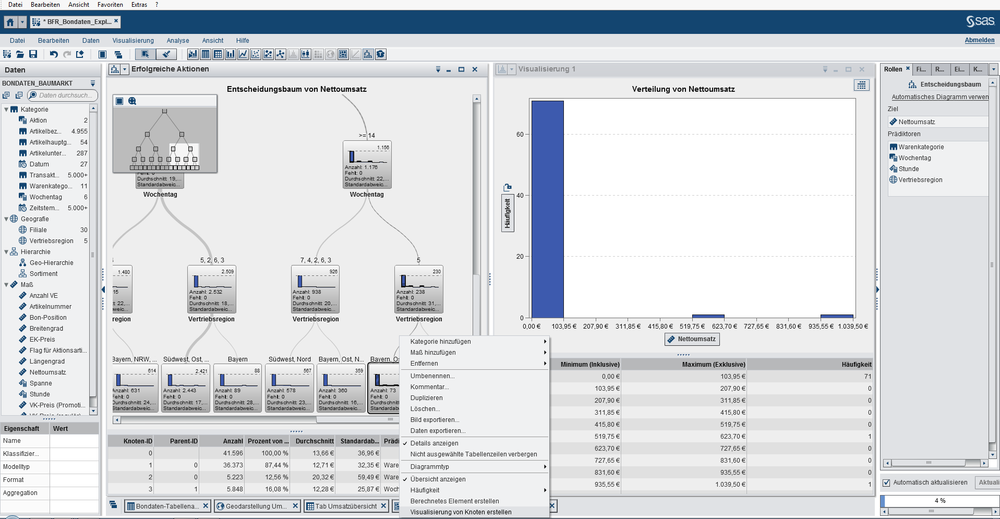 Datei Bearbeiten Ansicht Favoriten Extras ?
* BFR_Bondaten_Expl...
sas
Datei Bearbeiten Daten Visualisierung Analyse Ansicht Hilfe
Abmelden
Daten
BONDATEN_BAUMARKT
Daten durchsuch...
Kategorie
Aktion 2
Artikelbez... 4.955
Artikelhauptg... 54
Artikelunter... 287
Datum 27
Transakt... 5.000+
Warenkatego... 11
Wochentag 6
Zeitstem... 5.000+
Geografie
Filiale 30
Vertriebsregion 5
Hierarchie
Geo-Hierarchie
Sortiment
Maß
Anzahl VE
Artikelnummer
Bon-Position
Breitengrad
EK-Preis
Flag für Aktionsarti...
Längengrad
Nettoumsatz
Spanne
Stunde
VK-Preis (Promoti...
VK-Preis (regulär)
Eigenschaft Wert
Name
Klassifizier...
Modelltyp
Format
Aggregation
Erfolgreiche Aktionen
Entscheidungsbaum von Nettoumsatz
>= 14
1.156
Anzahl: 1.176
Fehlt: 0
Durchschnitt: 22,...
Standardabweic...
Wochentag
Fehlt: 0
Durchschnitt: 19,...
Standardabweic...
Wochentag
5, 2, 6, 3
7, 4, 2, 6, 3
5
1.480
15
t: 22,...
weic...
region
2.509
Anzahl: 2.532
Fehlt: 0
Durchschnitt: 18,...
Standardabweic...
Vertriebsregion
926
Anzahl: 938
Fehlt: 0
Durchschnitt: 20,...
Standardabweic...
Vertriebsregion
230
Anzahl: 238
Fehlt: 0
Durchschnitt: 31,...
Standardabweic...
Vertriebsregion
Bayern, NRW, ...
614
Anzahl: 631
Fehlt: 0
Durchschnitt: 24,...
Standardabweic...
Südwest, Ost, ...
2.421
Anzahl: 2.443
Fehlt: 0
Durchschnitt: 17,...
Standardabweic...
Bayern
88
Anzahl: 89
Fehlt: 0
Durchschnitt: 28,...
Standardabweic...
Südwest, Nord
567
Anzahl: 578
Fehlt: 0
Durchschnitt: 23,...
Standardabweic...
Bayern, Ost, N...
359
Anzahl: 360
Fehlt: 0
Durchschnitt: 16,...
Standardabweic...
Bayern, Os
Anzahl: 73
Fehlt: 0
Durchschnitt
Standardab
Knoten-ID Parent-ID Anzahl Prozent von ... Durchschnitt Standardab... Prädi
0 41.596 100,00 % 13,66 € 36,96 €
1 0 36.373 87,44 % 12,71 € 32,35 € Ware
2 0 5.223 12,56 % 20,32 € 59,49 € Ware
3 1 5.848 16,08 % 12,28 € 25,87 € Woch
Bondaten-Tabellena... Geodarstellung Um... Tab Umsatzübersicht
Kategorie hinzufügen
Maß hinzufügen
Entfernen
Umbenennen...
Kommentar...
Duplizieren
Löschen...
Bild exportieren...
Daten exportieren...
Details anzeigen
Nicht ausgewählte Tabellenzeilen verbergen
Diagrammtyp
Übersicht anzeigen
Häufigkeit
Berechnetes Element erstellen
Visualisierung von Knoten erstellen
Visualisierung 1
Verteilung von Nettoumsatz
Häufigkeit
60
40
20
0
0,00 € 103,95 € 207,90 € 311,85 € 415,80 € 519,75 € 623,70 € 727,65 € 831,60 € 935,55 € 1.039,50 €
Nettoumsatz
Minimum (Inklusive) Maximum (Exklusive) Häufigkeit
0,00 € 103,95 € 71
103,95 € 207,90 € 0
207,90 € 311,85 € 0
311,85 € 415,80 € 0
415,80 € 519,75 € 0
519,75 € 623,70 € 1
623,70 € 727,65 € 0
727,65 € 831,60 € 0
831,60 € 935,55 € 0
935,55 € 1.039,50 € 1
Rollen Fi... R... Ei... K...
Entscheidungsbaum
Automatisches Diagramm verwen
Ziel
Nettoumsatz
Prädiktoren
Warenkategorie
Wochentag
Stunde
Vertriebsregion
Automatisch aktualisieren Aktuali
4 %